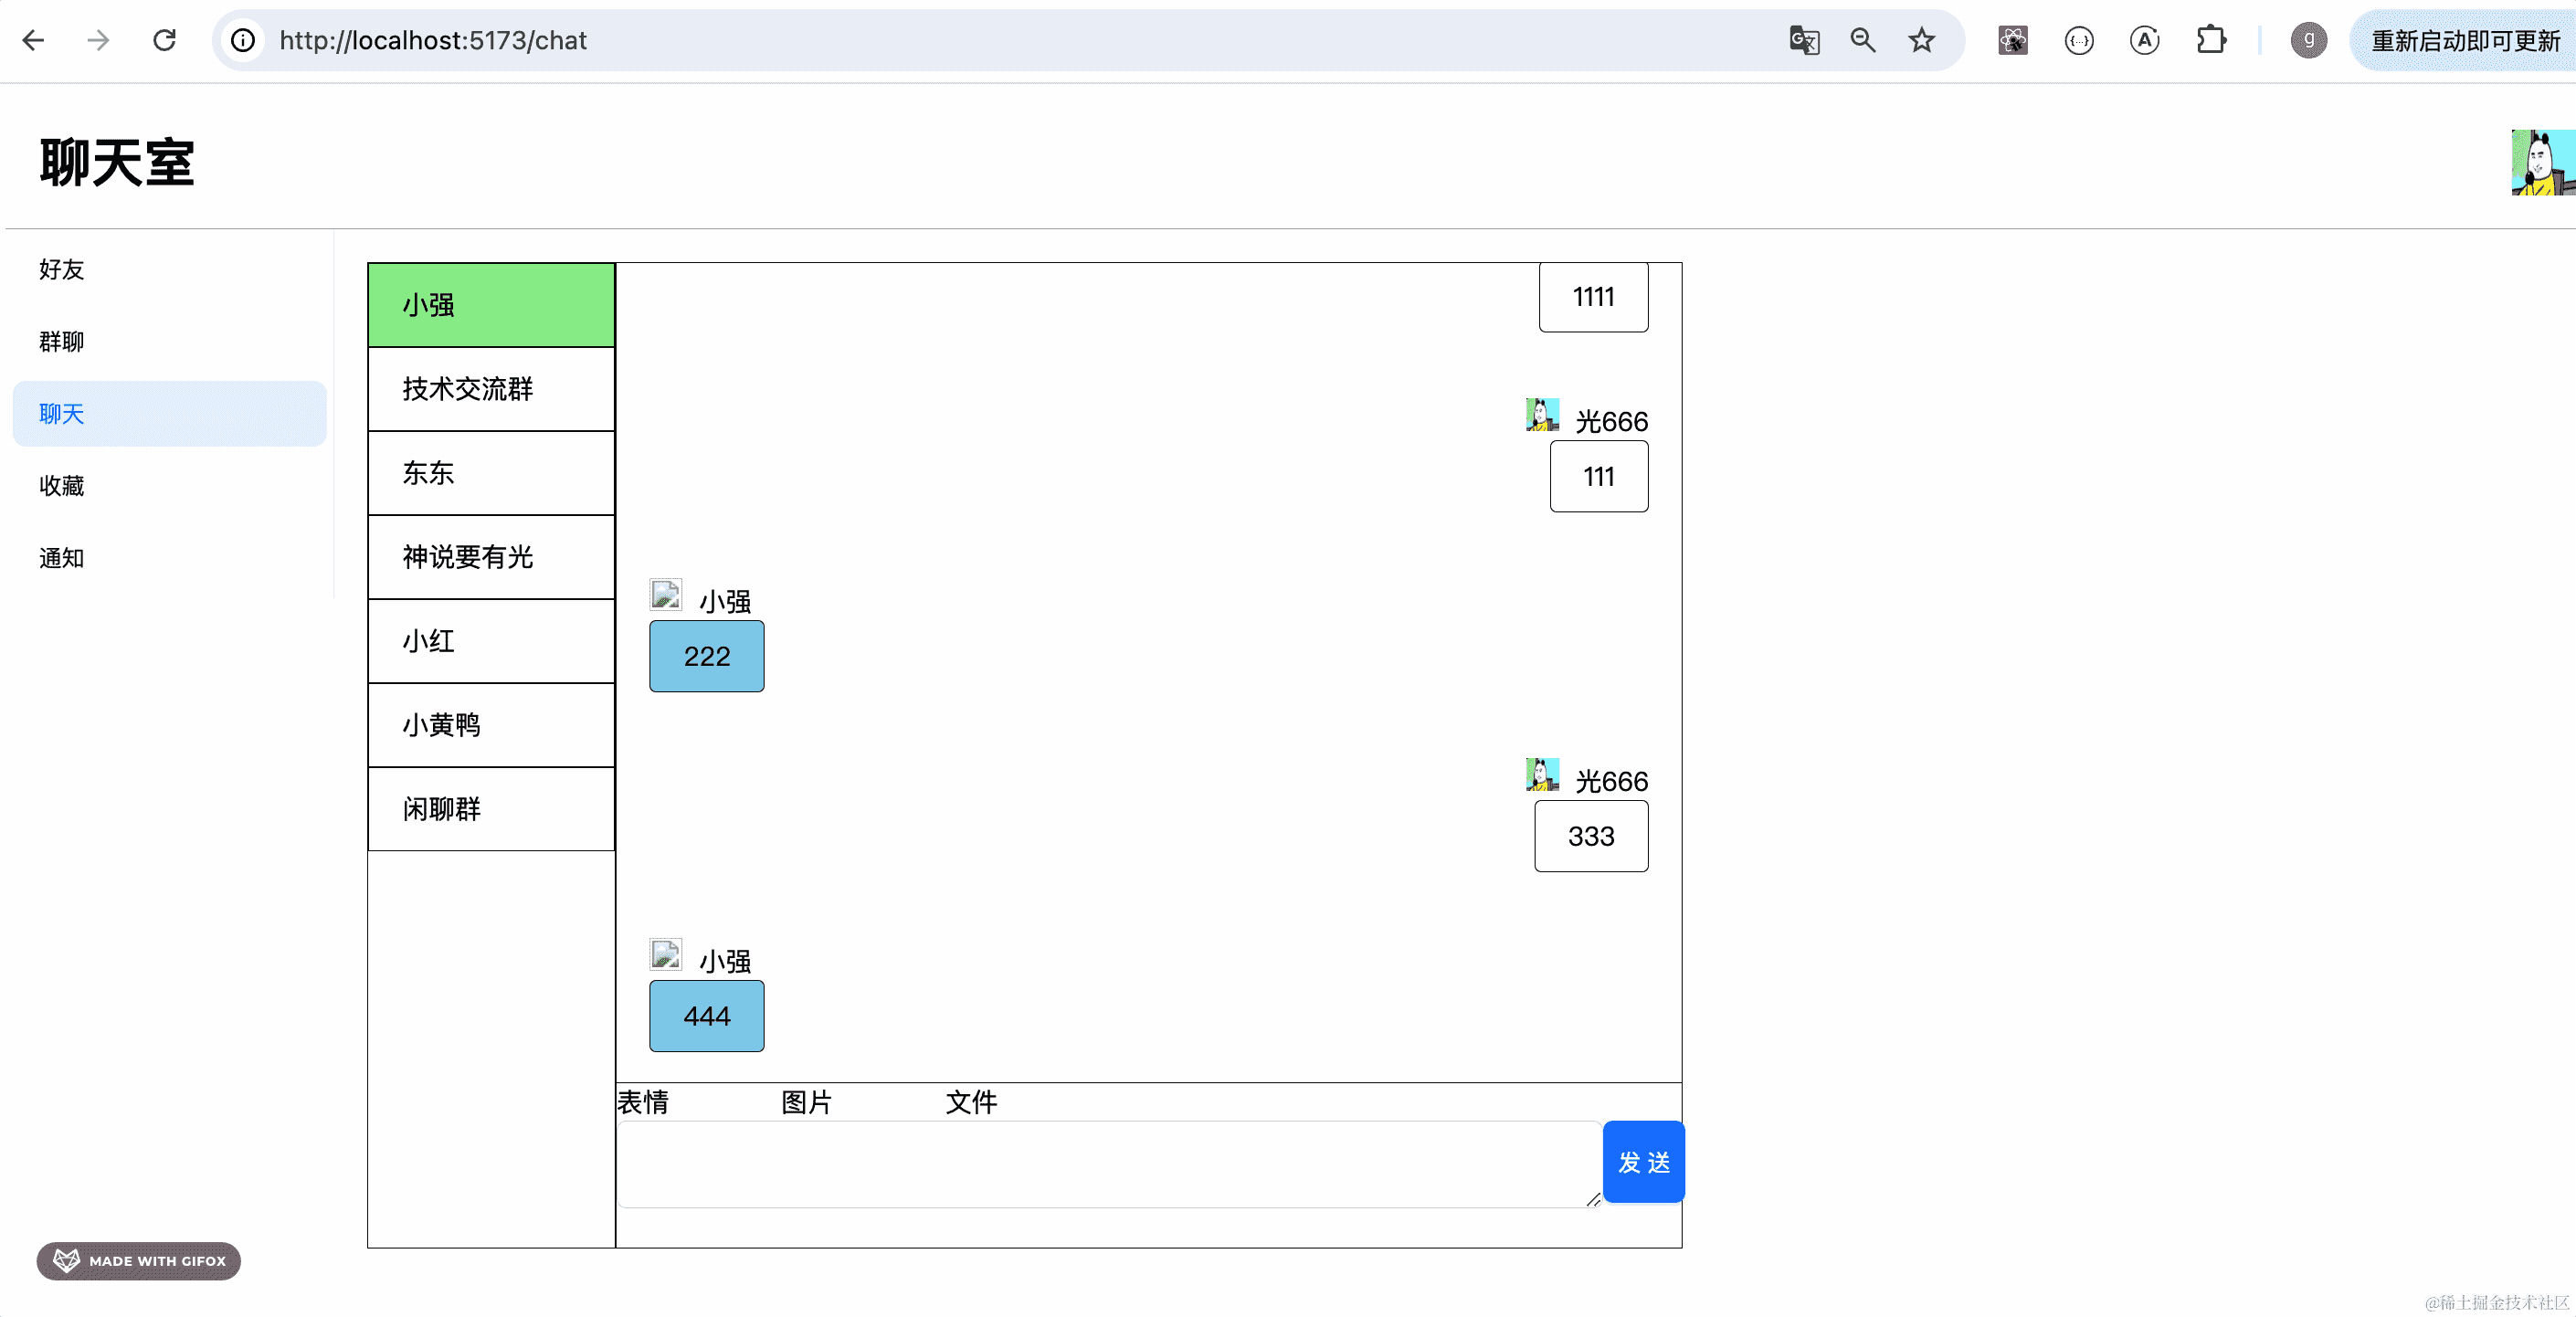 http://localhost:5173/chat
g
重新启动即可更新
聊天室
好友
群聊
聊天
收藏
通知
小强
技术交流群
东东
神说要有光
小红
小黄鸭
闲聊群
1111
光666
111
小强
222
光666
333
小强
444
表情 图片 文件
发 送
MADE WITH GIFOX
@稀土掘金技术社区